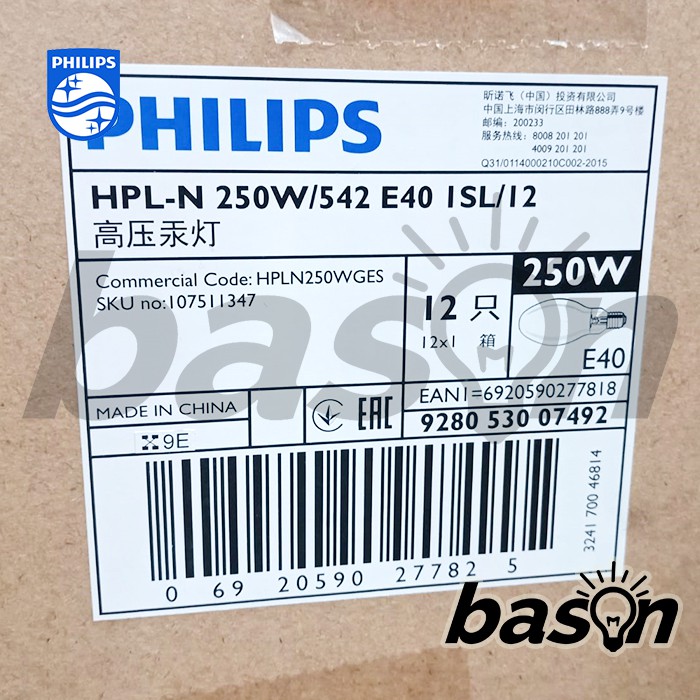 PHILIPS
PHILIPS
昕诺飞（中国）投资有限公司
中国上海市闵行区田林路888弄9号楼
邮编: 200233
服务热线: 8008 201 201
4009 201 201
Q31/0114000210C002-2015
HPL-N 250W/542 E40 1SL/12
高压汞灯
Commercial Code: HPLN250WGES
SKU no:107511347
12 只
12x1 箱
250W
E40
EAN1=6920590277818
9280 530 07492
MADE IN CHINA
9E
EAC
3241 700 46814
0 69 20590 27782 5
bason
bason